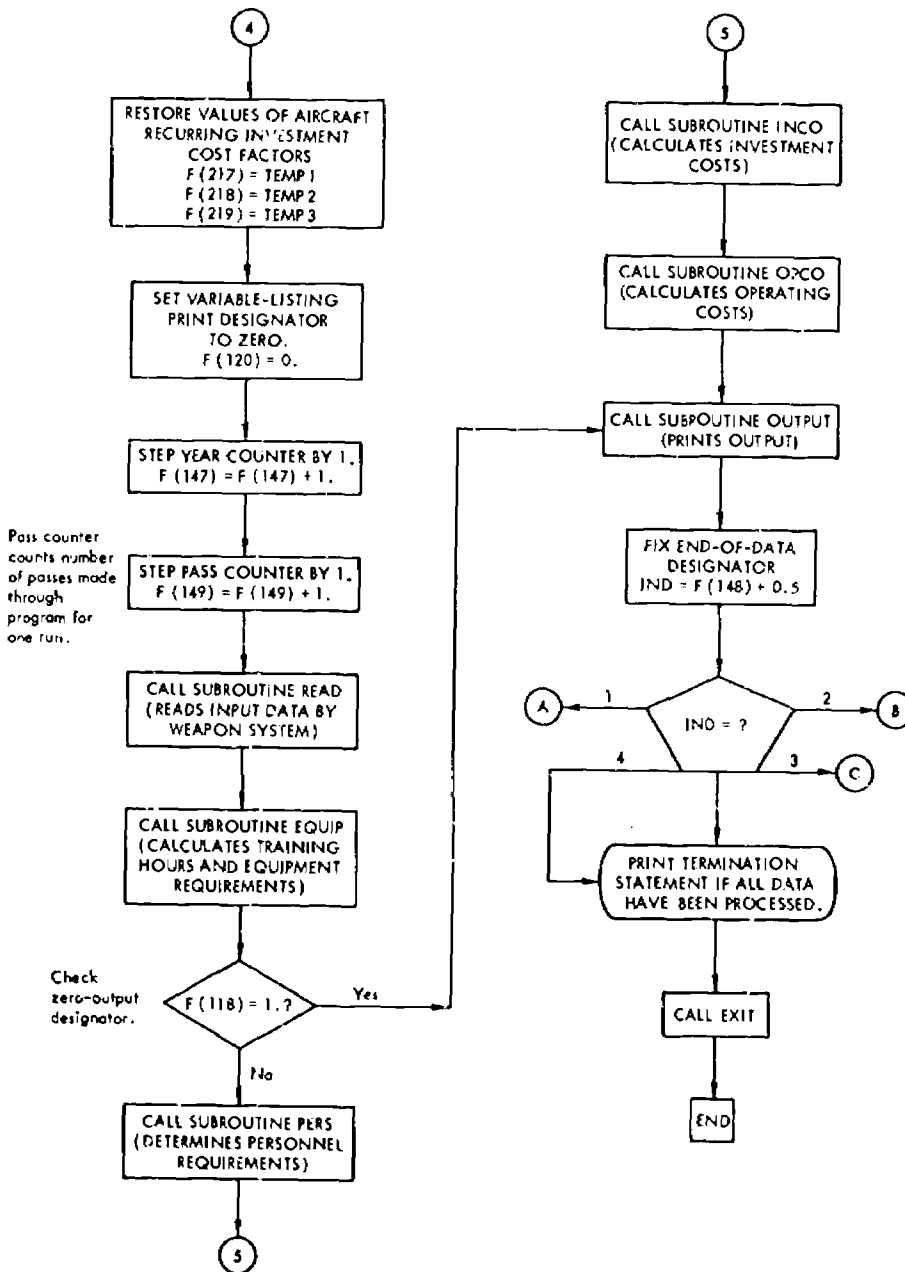 4
RESTORE VALUES OF AIRCRAFT
RECURRING INVESTMENT
COST FACTORS
F (217) = TEMP 1
F (218) = TEMP 2
F (219) = TEMP 3
SET VARIABLE-LISTING
PRINT DESIGNATOR
TO ZERO.
F (120) = 0.
STEP YEAR COUNTER BY 1.
F (147) = F (147) + 1.
Pass counter
counts number
of passes made
through
program for
one run.
STEP PASS COUNTER BY 1.
F (149) = F (149) + 1.
CALL SUBROUTINE READ
(READS INPUT DATA BY
WEAPON SYSTEM)
CALL SUBROUTINE EQUIP
(CALCULATES TRAINING
HOURS AND EQUIPMENT
REQUIREMENTS)
Check
zero-output
designator.
F (118) = 1.?
Yes
No
CALL SUBROUTINE PERS
(DETERMINES PERSONNEL
REQUIREMENTS)
5
5
CALL SUBROUTINE INCO
(CALCULATES INVESTMENT
COSTS)
CALL SUBROUTINE OPCO
(CALCULATES OPERATING
COSTS)
CALL SUBROUTINE OUTPUT
(PRINTS OUTPUT)
FIX END-OF-DATA
DESIGNATOR
IND = F (148) + 0.5
A
1
IND = ?
2
B
4
3
C
PRINT TERMINATION
STATEMENT IF ALL DATA
HAVE BEEN PROCESSED.
CALL EXIT
END